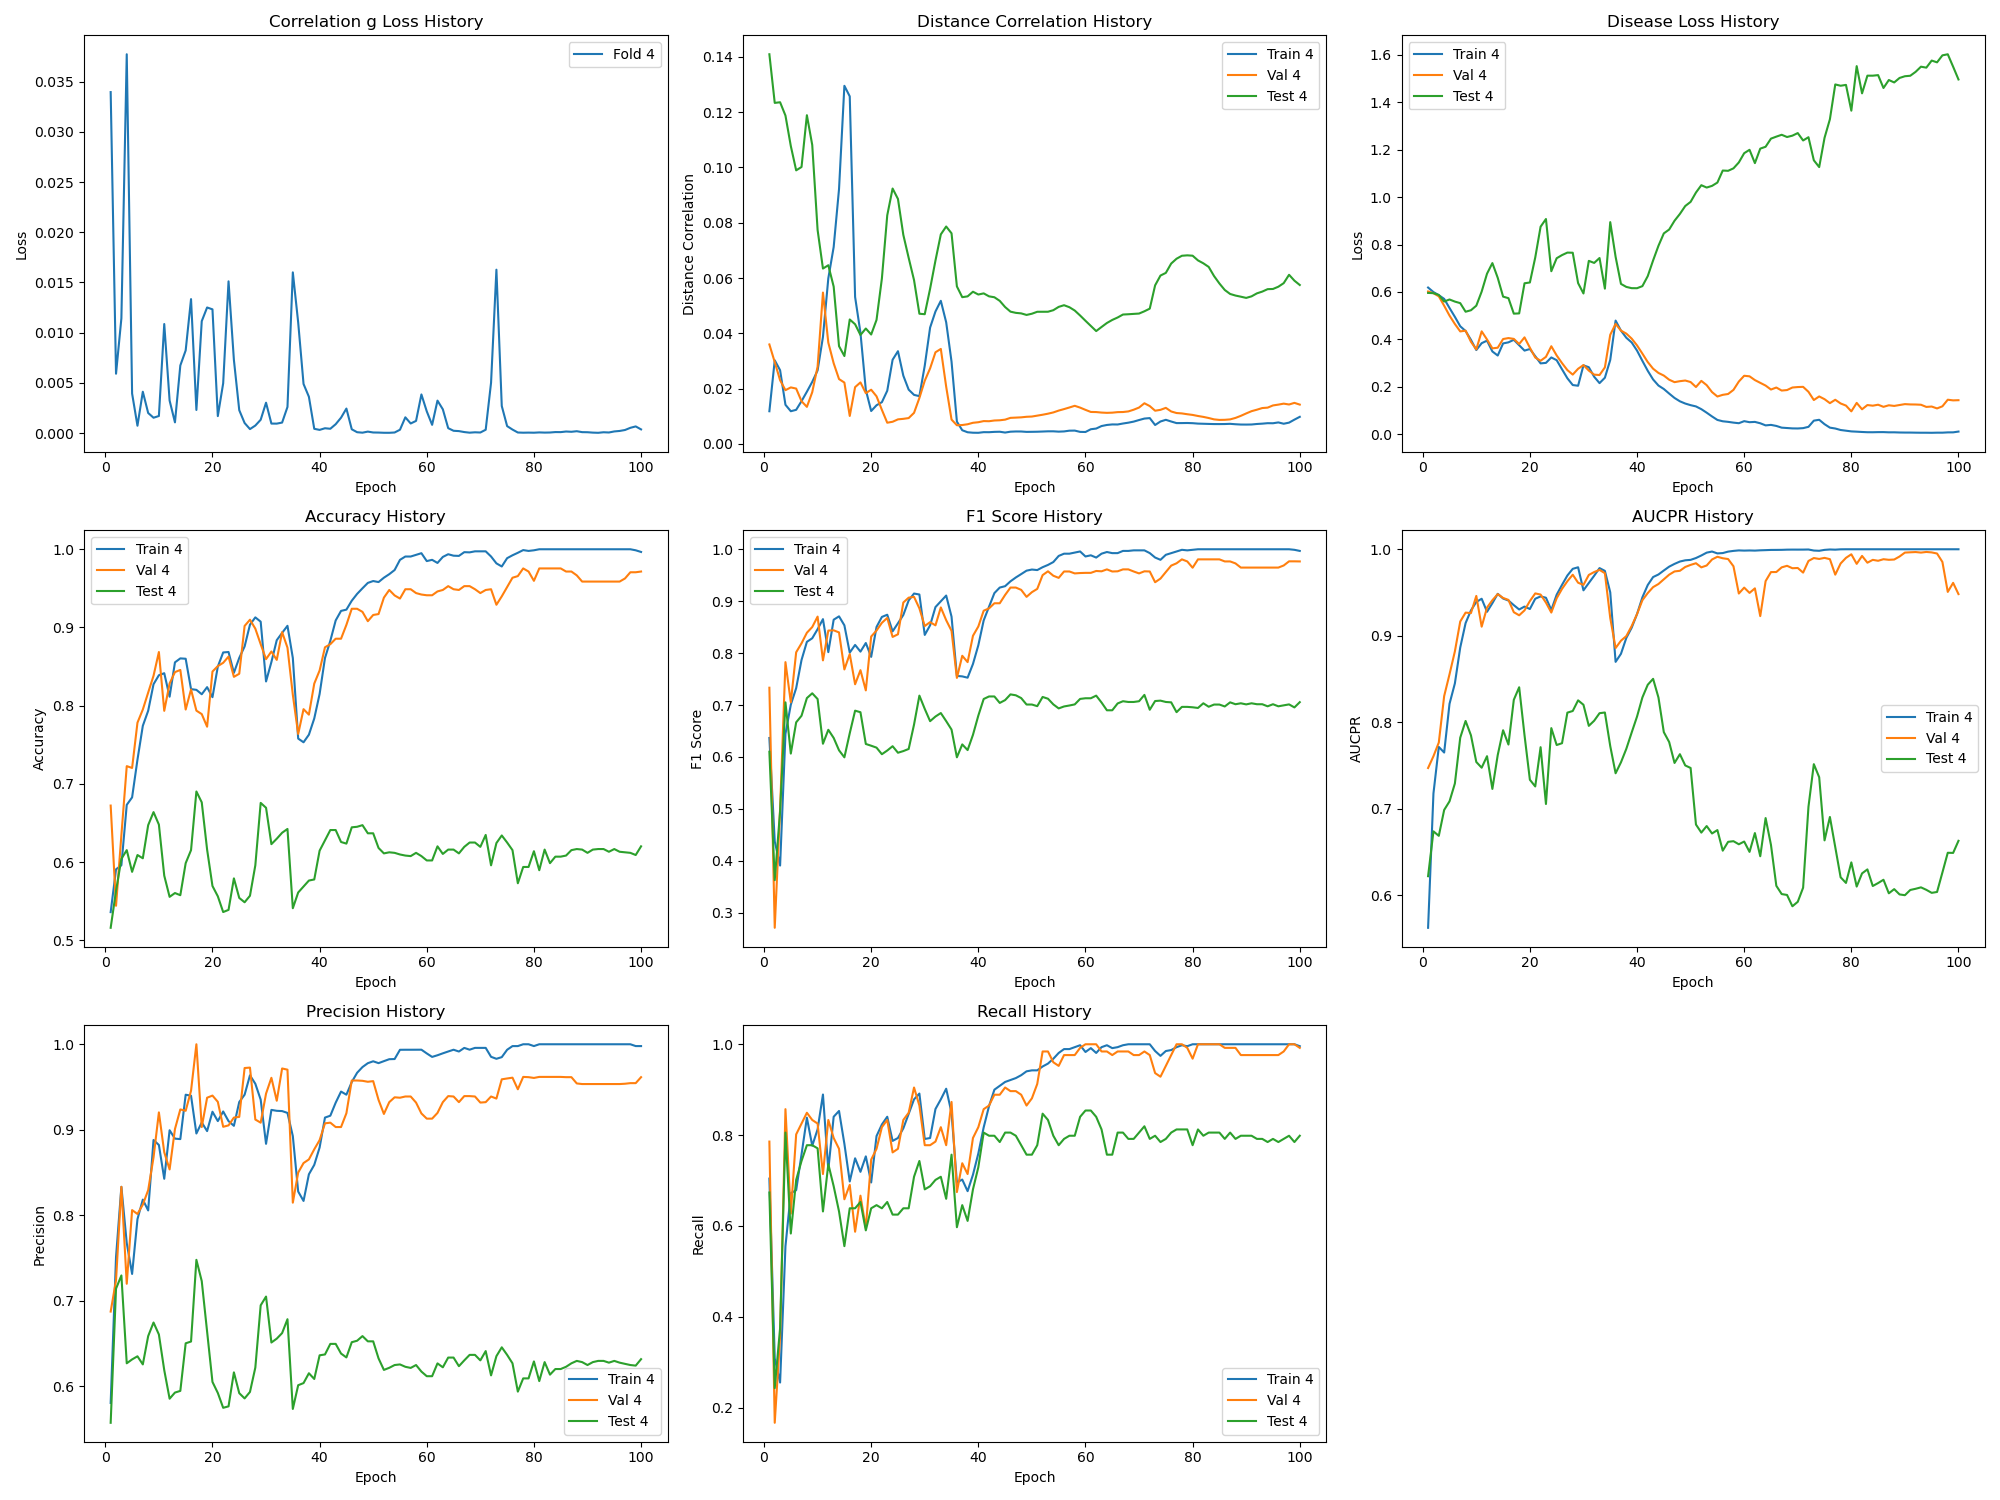 Correlation g Loss History
Loss
0.035
0.030
0.025
0.020
0.015
0.010
0.005
0.000
Fold 4
0 20 40 60 80 100
Epoch
Distance Correlation History
Distance Correlation
0.14
0.12
0.10
0.08
0.06
0.04
0.02
0.00
Train 4
Val 4
Test 4
0 20 40 60 80 100
Epoch
Disease Loss History
Loss
1.6
1.4
1.2
1.0
0.8
0.6
0.4
0.2
0.0
Train 4
Val 4
Test 4
0 20 40 60 80 100
Epoch
Accuracy History
Accuracy
1.0
0.9
0.8
0.7
0.6
0.5
Train 4
Val 4
Test 4
0 20 40 60 80 100
Epoch
F1 Score History
F1 Score
1.0
0.9
0.8
0.7
0.6
0.5
0.4
0.3
Train 4
Val 4
Test 4
0 20 40 60 80 100
Epoch
AUCPR History
AUCPR
1.0
0.9
0.8
0.7
0.6
Train 4
Val 4
Test 4
0 20 40 60 80 100
Epoch
Precision History
Precision
1.0
0.9
0.8
0.7
0.6
Train 4
Val 4
Test 4
0 20 40 60 80 100
Epoch
Recall History
Recall
1.0
0.8
0.6
0.4
0.2
Train 4
Val 4
Test 4
0 20 40 60 80 100
Epoch